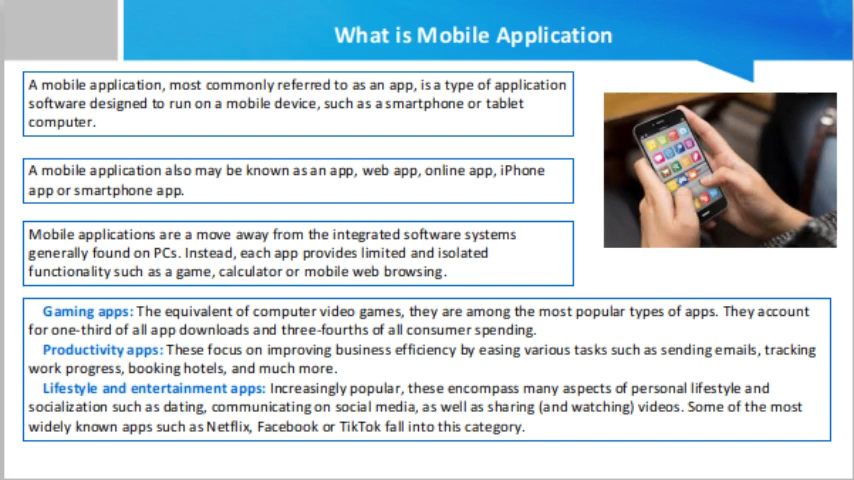 What is Mobile Application
A mobile application, most commonly referred to as an app, is a type of application
software designed to run on a mobile device, such as a smartphone or tablet
computer.
A mobile application also may be known as an app, web app, online app, iPhone
app or smartphone app.
Mobile applications are a move away from the integrated software systems
generally found on PCs. Instead, each app provides limited and isolated
functionality such as a game, calculator or mobile web browsing.
Gaming apps: The equivalent of computer video games, they are among the most popular types of apps. They account
for one-third of all app downloads and three-fourths of all consumer spending.
Productivity apps: These focus on improving business efficiency by easing various tasks such as sending emails, tracking
work progress, booking hotels, and much more.
Lifestyle and entertainment apps: Increasingly popular, these encompass many aspects of personal lifestyle and
socialization such as dating, communicating on social media, as well as sharing (and watching) videos. Some of the most
widely known apps such as Netflix, Facebook or TikTok fall into this category.